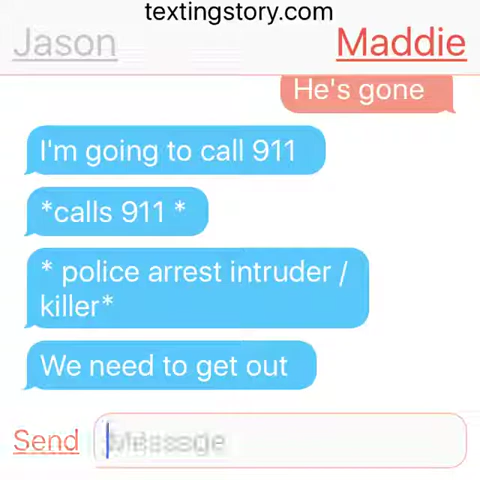 textingstory.com
Jason Maddie
He's gone
I'm going to call 911
*calls 911 *
* police arrest intruder /
killer*
We need to get out
Send Message